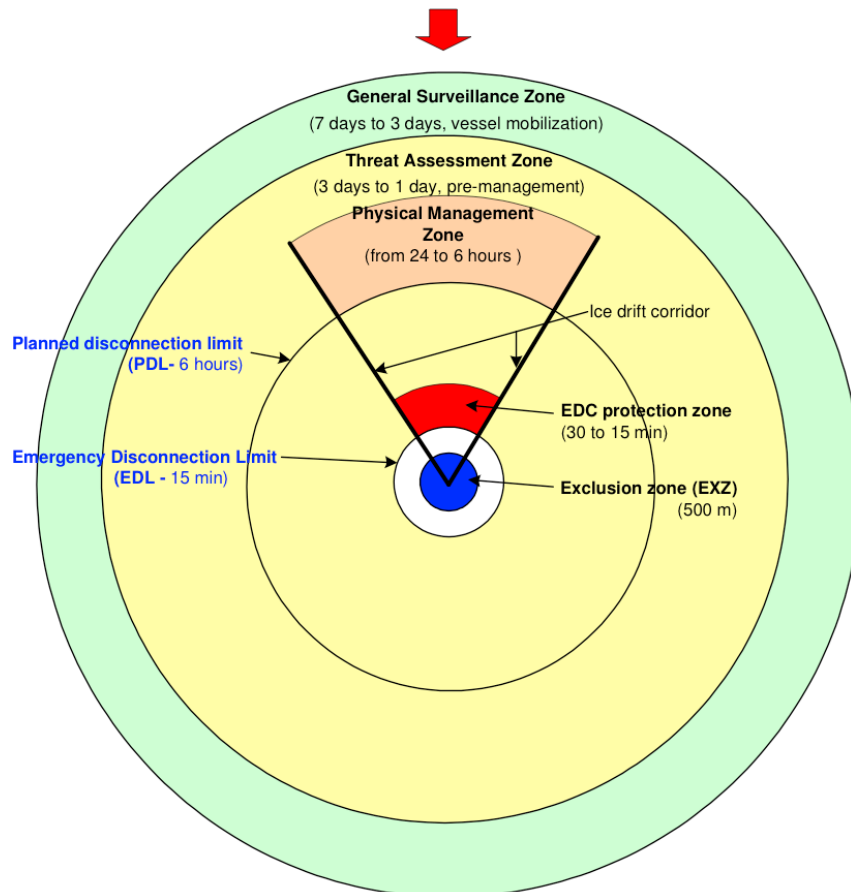 General Surveillance Zone
(7 days to 3 days, vessel mobilization)
Threat Assessment Zone
(3 days to 1 day, pre-management)
Physical Management
Zone
(from 24 to 6 hours )
Ice drift corridor
Planned disconnection limit
(PDL- 6 hours)
EDC protection zone
(30 to 15 min)
Emergency Disconnection Limit
(EDL - 15 min)
Exclusion zone (EXZ)
(500 m)